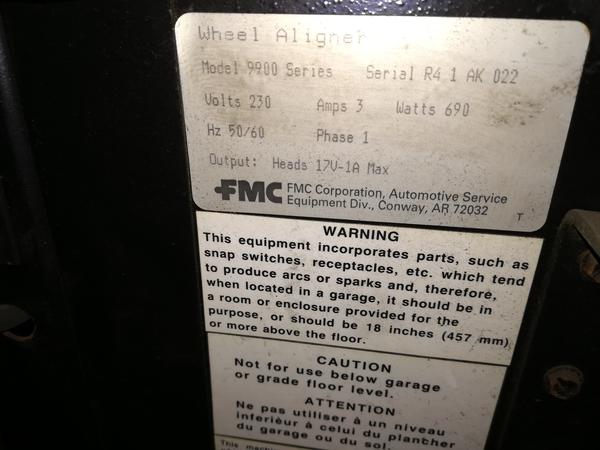 Wheel Aligner
Model 9900 Series Serial R4 1 AK 022
Volts 230 Amps 3 Watts 690
Hz 50/60 Phase 1
Output: Heads 17V-1A Max
FMC FMC Corporation, Automotive Service
Equipment Div., Conway, AR 72032 T
WARNING
This equipment incorporates parts, such as
snap switches, receptacles, etc. which tend
to produce arcs or sparks and, therefore,
when located in a garage, it should be in
a room or enclosure provided for the
purpose, or should be 18 inches (457 mm)
or more above the floor.
CAUTION
Not for use below garage
or grade floor level.
ATTENTION
Ne pas utiliser à un niveau
inferièur à celui du plancher
du garage ou du sol.
This